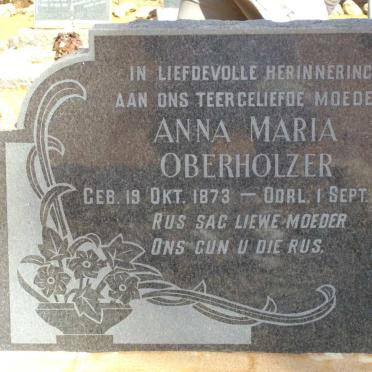 IN LIEFDEVOLLE HERINNERING
AAN ONS TEERGELIEFDE MOEDE
ANNA MARIA
OBERHOLZER
GEB. 19 OKT. 1873 — OORL. 1 SEPT.
RUS SAG LIEWE MOEDER
ONS GUN U DIE RUS.